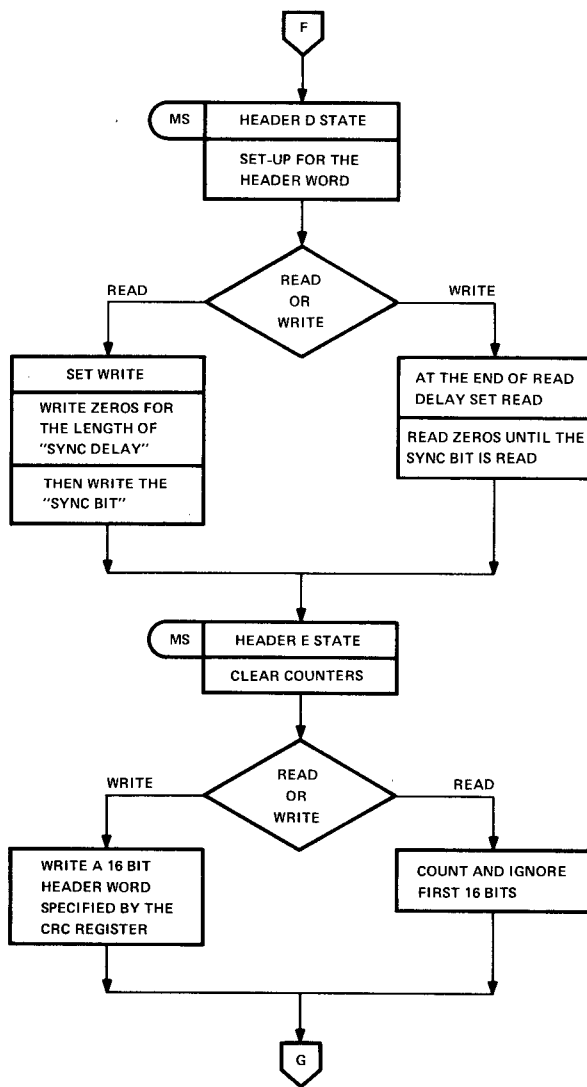 F
MS
HEADER D STATE
SET-UP FOR THE
HEADER WORD
READ
OR
WRITE
READ
WRITE
SET WRITE
WRITE ZEROS FOR
THE LENGTH OF
"SYNC DELAY"
THEN WRITE THE
"SYNC BIT"
AT THE END OF READ
DELAY SET READ
READ ZEROS UNTIL THE
SYNC BIT IS READ
MS
HEADER E STATE
CLEAR COUNTERS
READ
OR
WRITE
WRITE
READ
WRITE A 16 BIT
HEADER WORD
SPECIFIED BY THE
CRC REGISTER
COUNT AND IGNORE
FIRST 16 BITS
G